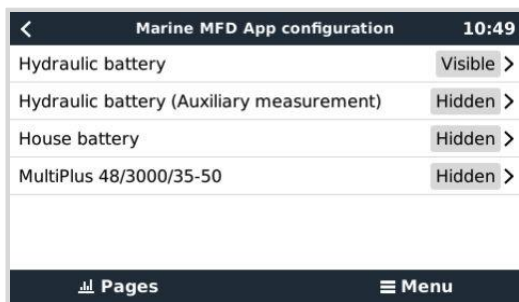 Marine MFD App configuration 10:49
Hydraulic battery Visible
Hydraulic battery (Auxiliary measurement) Hidden
House battery Hidden
MultiPlus 48/3000/35-50 Hidden
Pages Menu